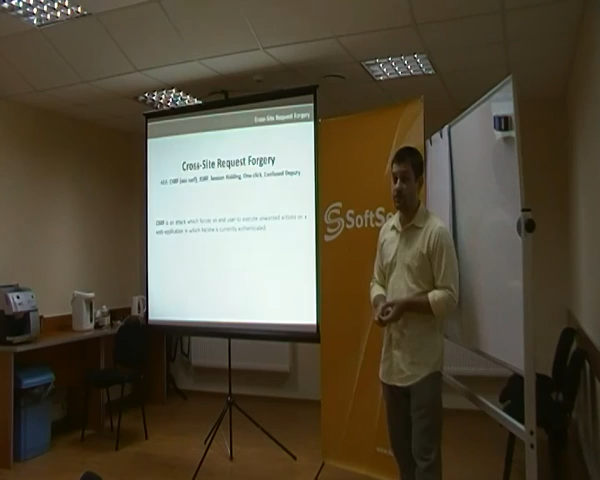 Cross-Site Request Forgery
Cross-Site Request Forgery
AKA: CSRF (sea surf), XSRF, Session Riding, One-click, Confused Deputy
CSRF is an attack which forces an end user to execute unwanted actions on a
web application in which he/she is currently authenticated
SoftSe